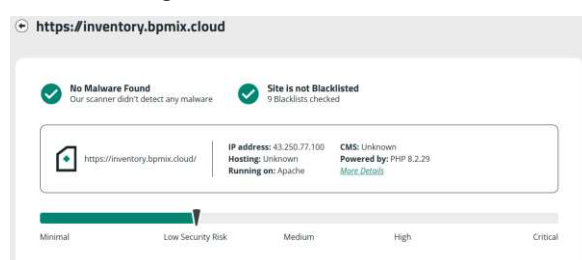 https://inventory.bpmix.cloud
No Malware Found
Our scanner didn't detect any malware
Site is not Blacklisted
9 Blacklists checked
https://inventory.bpmix.cloud/
IP address: 43.250.77.100
Hosting: Unknown
Running on: Apache
CMS: Unknown
Powered by: PHP 8.2.29
More Details
Minimal Low Security Risk Medium High Critical